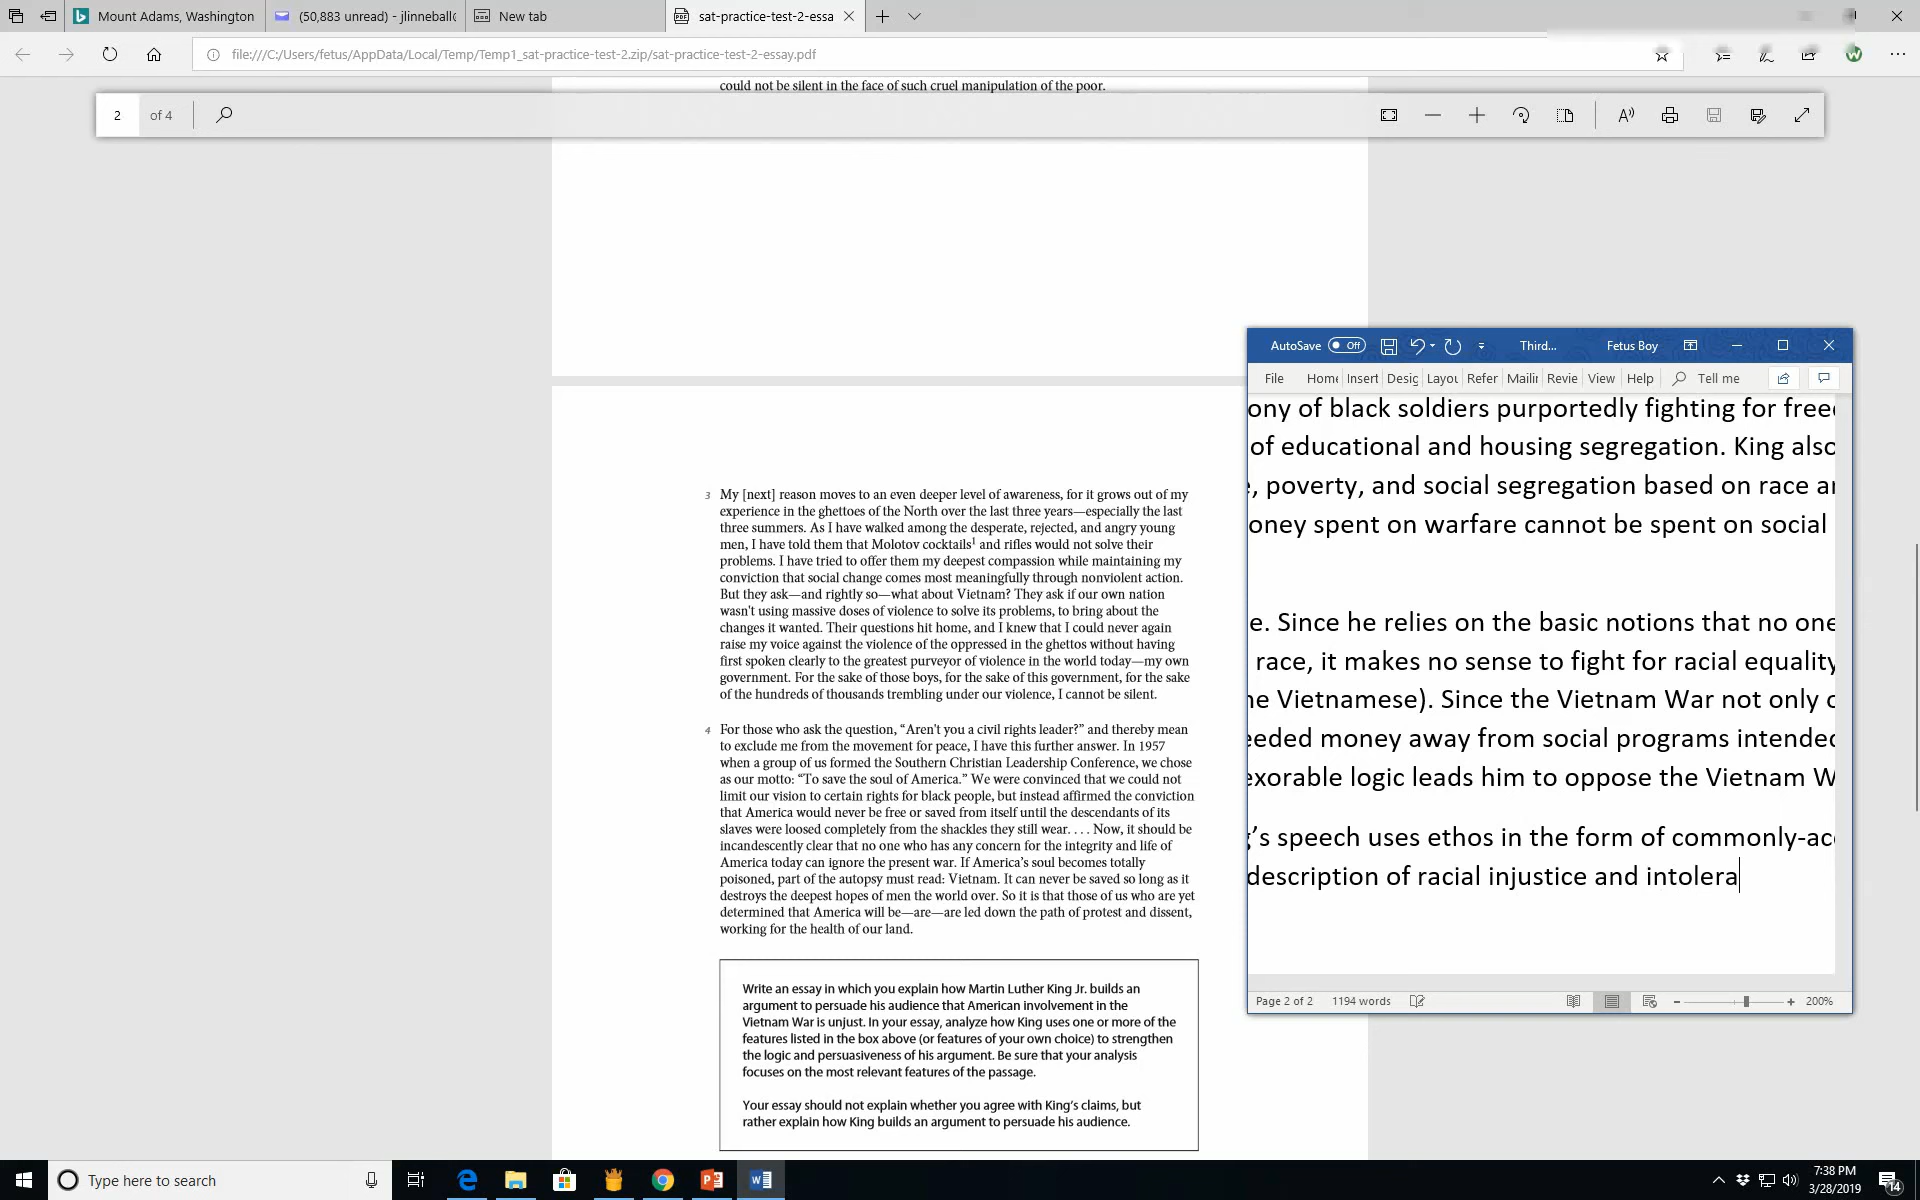 Mount Adams, Washington
(50,883 unread) - jlinneball
New tab
sat-practice-test-2-essa
file:///C:/Users/fetus/AppData/Local/Temp/Temp1_sat-practice-test-2.zip/sat-practice-test-2-essay.pdf
could not be silent in the face of such cruel manipulation of the poor.
2 of 4
3 My [next] reason moves to an even deeper level of awareness, for it grows out of my
experience in the ghettoes of the North over the last three years—especially the last
three summers. As I have walked among the desperate, rejected, and angry young
men, I have told them that Molotov cocktails¹ and rifles would not solve their
problems. I have tried to offer them my deepest compassion while maintaining my
conviction that social change comes most meaningfully through nonviolent action.
But they ask—and rightly so—what about Vietnam? They ask if our own nation
wasn't using massive doses of violence to solve its problems, to bring about the
changes it wanted. Their questions hit home, and I knew that I could never again
raise my voice against the violence of the oppressed in the ghettos without having
first spoken clearly to the greatest purveyor of violence in the world today—my own
government. For the sake of those boys, for the sake of this government, for the sake
of the hundreds of thousands trembling under our violence, I cannot be silent.
4 For those who ask the question, “Aren't you a civil rights leader?” and thereby mean
to exclude me from the movement for peace, I have this further answer. In 1957
when a group of us formed the Southern Christian Leadership Conference, we chose
as our motto: “To save the soul of America.” We were convinced that we could not
limit our vision to certain rights for black people, but instead affirmed the conviction
that America would never be free or saved from itself until the descendants of its
slaves were loosed completely from the shackles they still wear. . . . Now, it should be
incandescently clear that no one who has any concern for the integrity and life of
America today can ignore the present war. If America’s soul becomes totally
poisoned, part of the autopsy must read: Vietnam. It can never be saved so long as it
destroys the deepest hopes of men the world over. So it is that those of us who are yet
determined that America will be—are—are led down the path of protest and dissent,
working for the health of our land.
Write an essay in which you explain how Martin Luther King Jr. builds an
argument to persuade his audience that American involvement in the
Vietnam War is unjust. In your essay, analyze how King uses one or more of the
features listed in the box above (or features of your own choice) to strengthen
the logic and persuasiveness of his argument. Be sure that your analysis
focuses on the most relevant features of the passage.
Your essay should not explain whether you agree with King’s claims, but
rather explain how King builds an argument to persuade his audience.
AutoSave Off Third... Fetus Boy
File Home Insert Desig Layou Refer Mailin Revie View Help Tell me
ony of black soldiers purportedly fighting for free
of educational and housing segregation. King also
, poverty, and social segregation based on race a
oney spent on warfare cannot be spent on social
e. Since he relies on the basic notions that no one
race, it makes no sense to fight for racial equality
e Vietnamese). Since the Vietnam War not only
eeded money away from social programs intended
exorable logic leads him to oppose the Vietnam W
’s speech uses ethos in the form of commonly-acc
description of racial injustice and intolera
Page 2 of 2 1194 words 200%
Type here to search
7:38 PM
3/28/2019
14